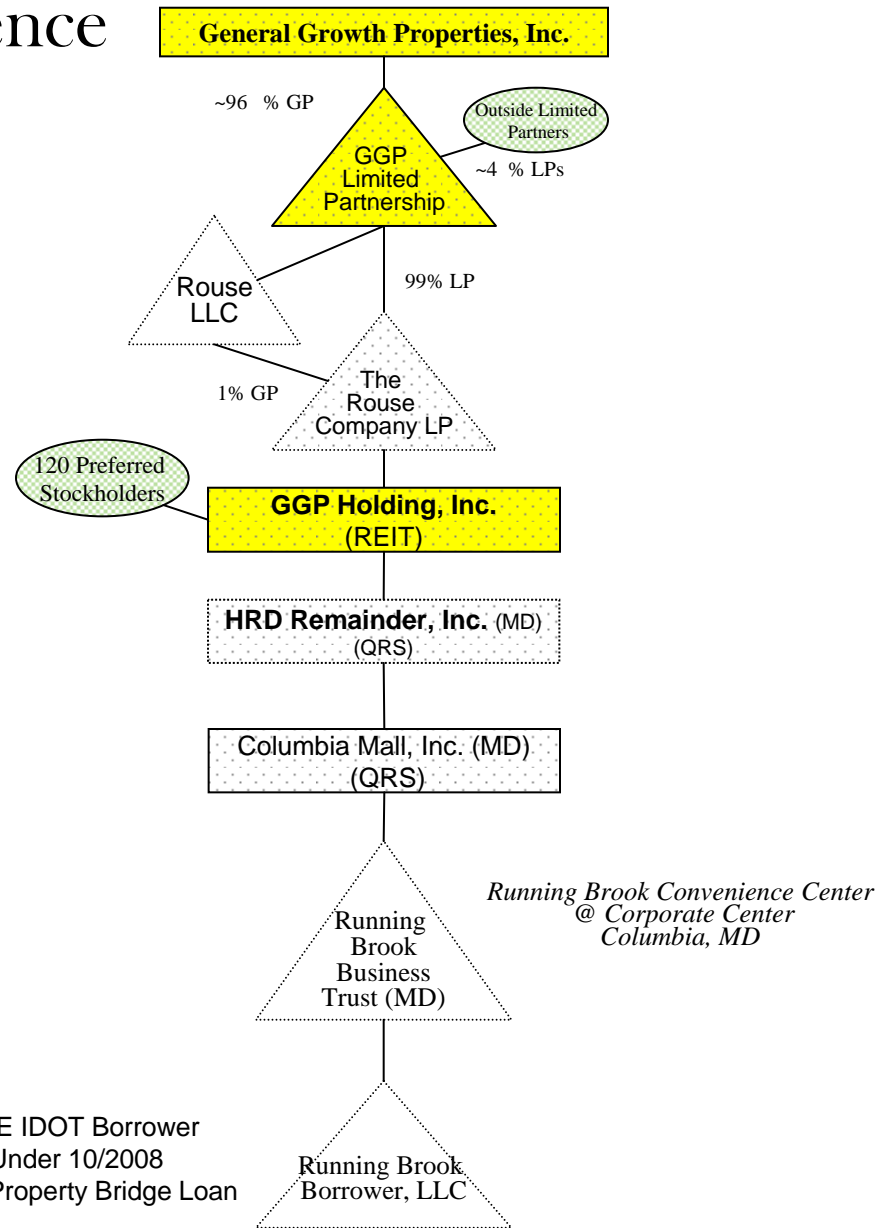 ence
General Growth Properties, Inc.
~96 % GP
Outside Limited
Partners
GGP
Limited
Partnership
~4 % LPs
Rouse
LLC
99% LP
1% GP
The
Rouse
Company LP
120 Preferred
Stockholders
GGP Holding, Inc.
(REIT)
HRD Remainder, Inc. (MD)
(QRS)
Columbia Mall, Inc. (MD)
(QRS)
Running
Brook
Business
Trust (MD)
Running Brook Convenience Center
@ Corporate Center
Columbia, MD
E IDOT Borrower
Under 10/2008
Property Bridge Loan
Running Brook
Borrower, LLC